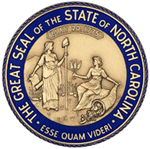 THE GREAT SEAL OF THE STATE OF NORTH CAROLINA
ESSE QUAM VIDERI